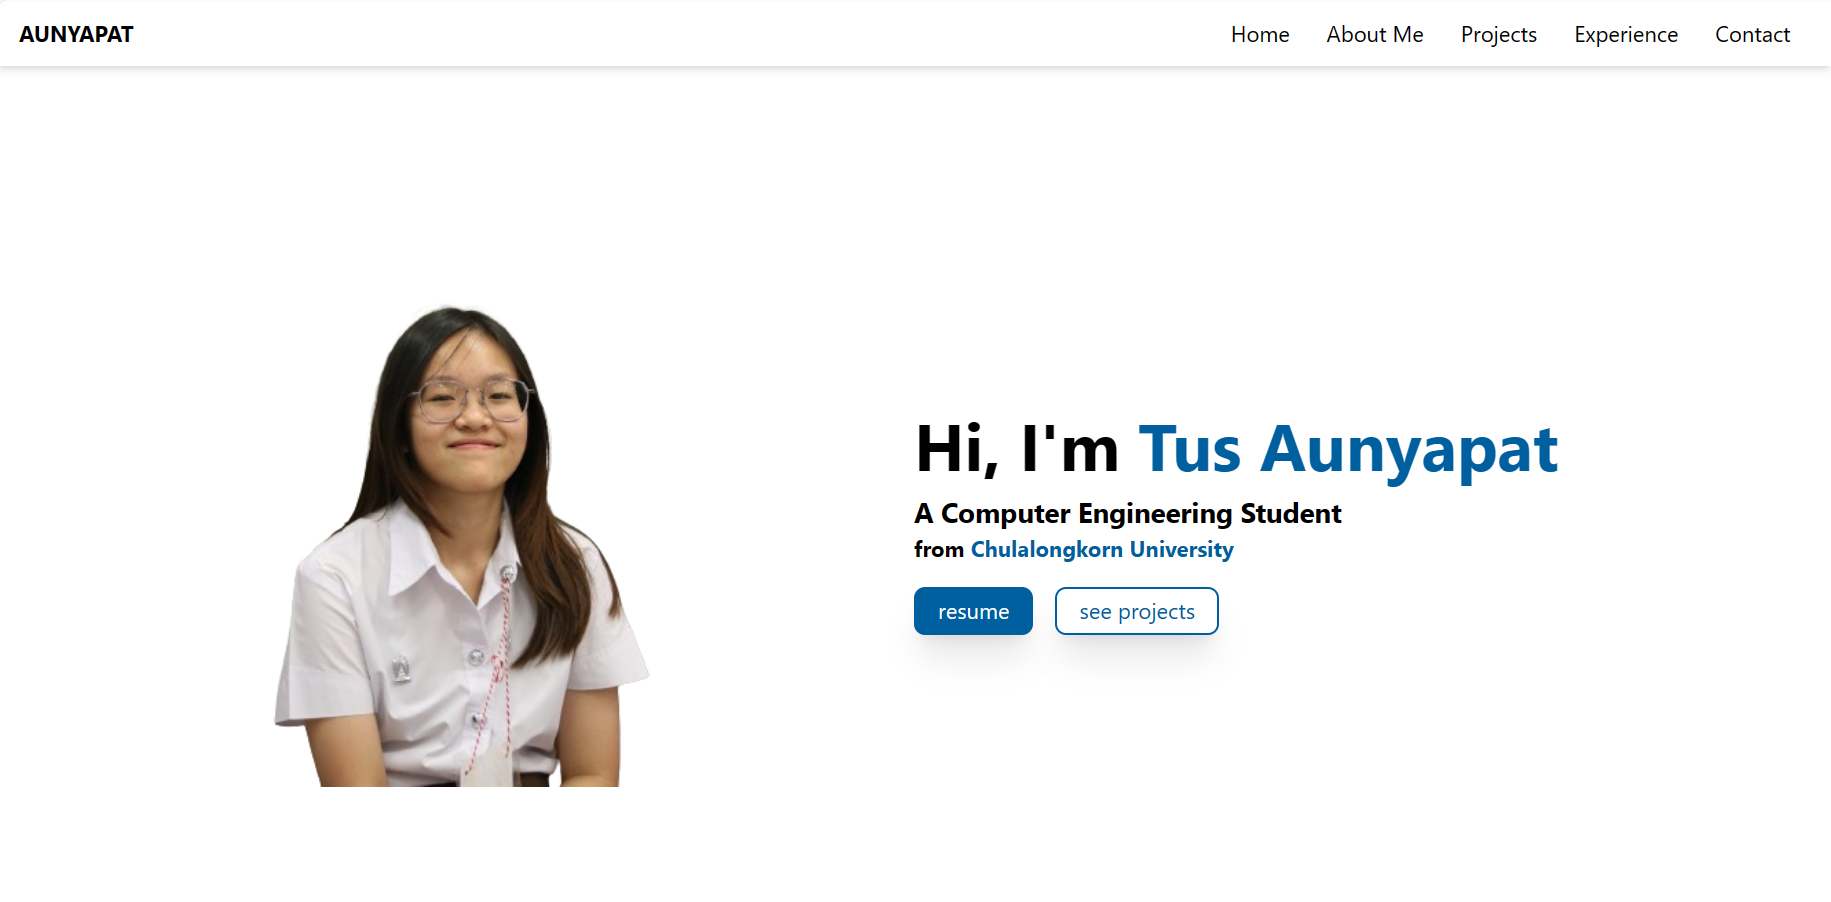 AUNYAPAT
Home About Me Projects Experience Contact
Hi, I'm Tus Aunyapat
A Computer Engineering Student
from Chulalongkorn University
resume see projects